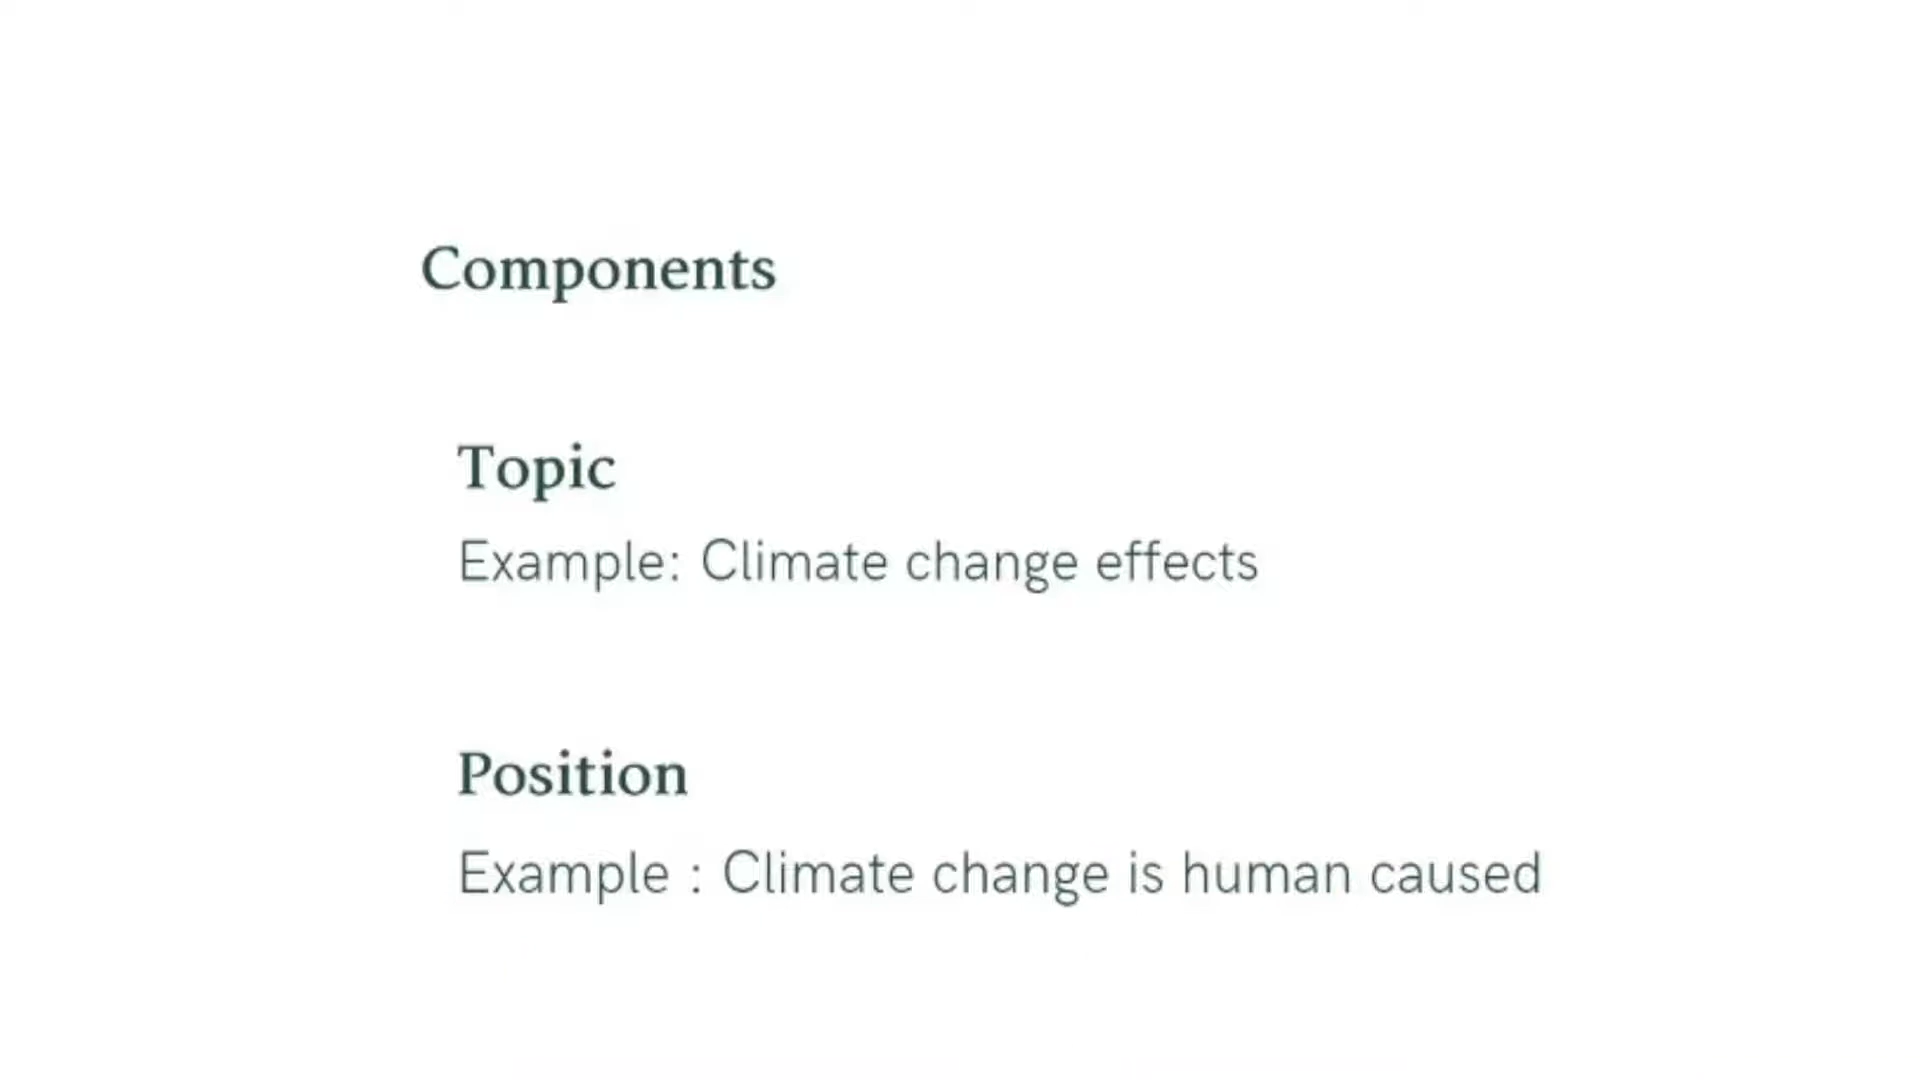 Components
Topic
Example: Climate change effects
Position
Example : Climate change is human caused